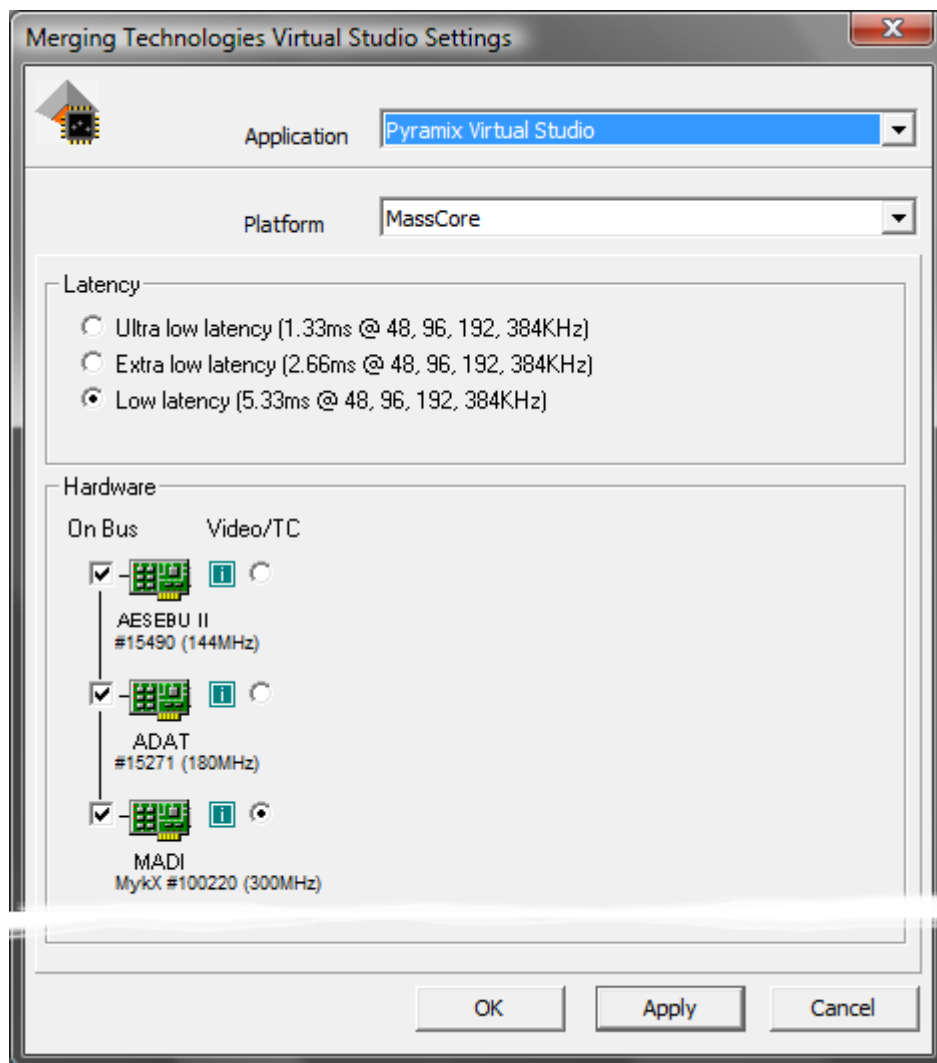 Merging Technologies Virtual Studio Settings
Application
Pyramix Virtual Studio
Platform
MassCore
Latency
Ultra low latency (1.33ms @ 48, 96, 192, 384KHz)
Extra low latency (2.66ms @ 48, 96, 192, 384KHz)
Low latency (5.33ms @ 48, 96, 192, 384KHz)
Hardware
On Bus Video/TC
i
AESEBU II
#15490 (144MHz)
i
ADAT
#15271 (180MHz)
i
MADI
MykX #100220 (300MHz)
OK Apply Cancel